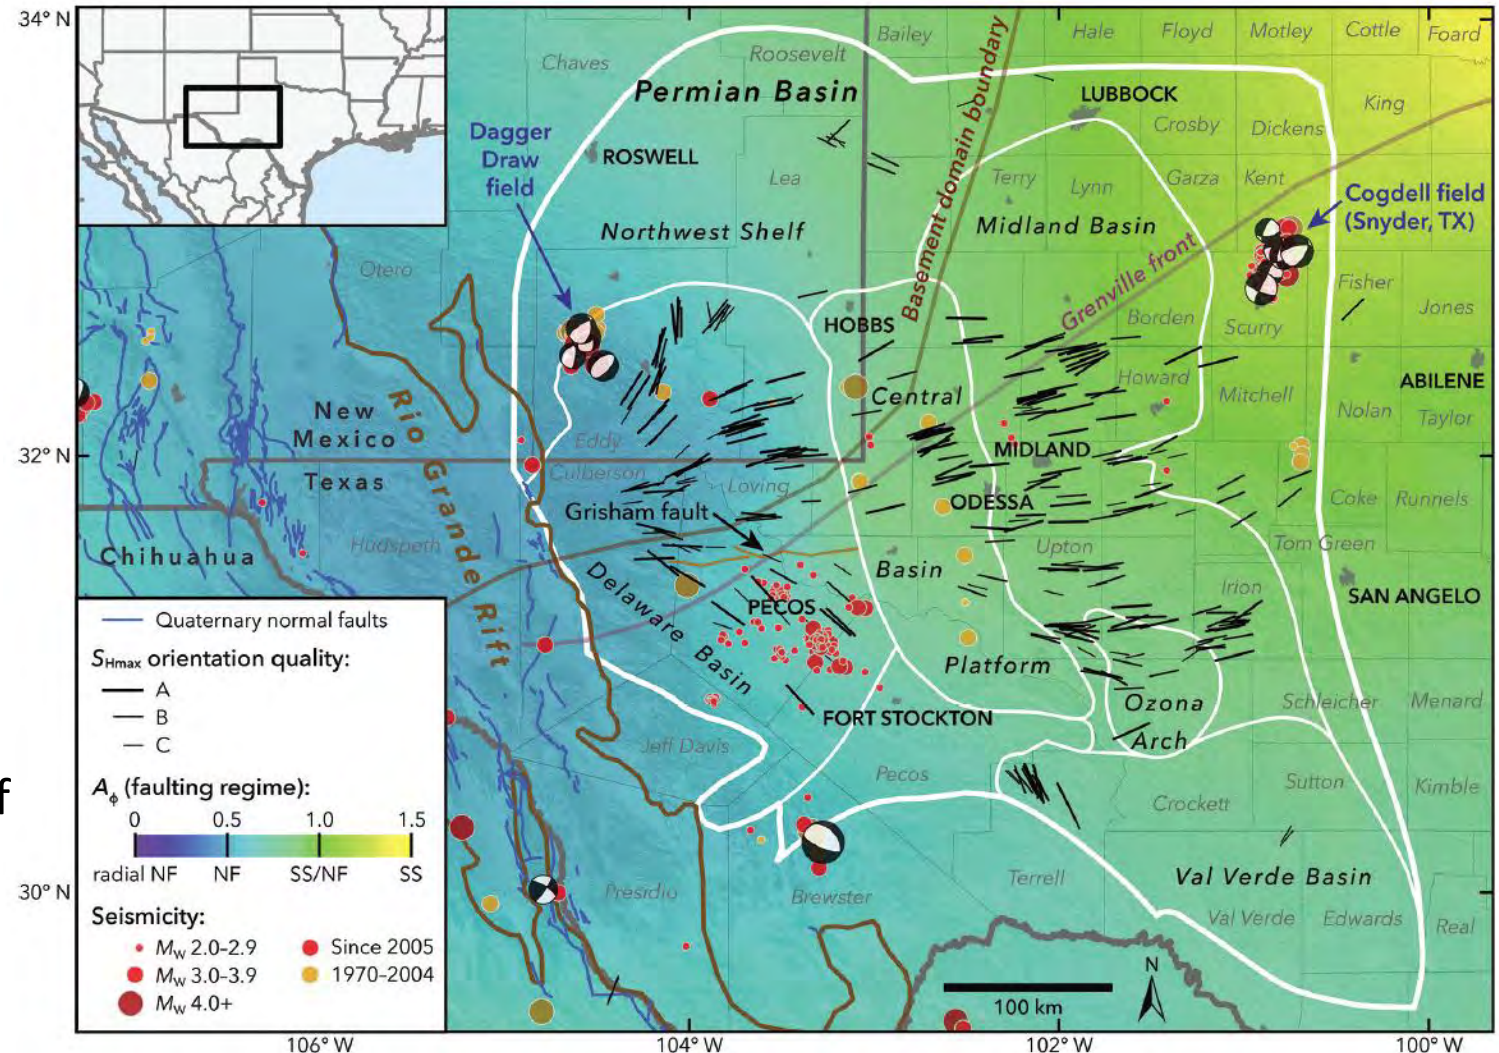 34° N
32° N
30° N
106° W
104° W
102° W
100° W
Chaves
Roosevelt
Bailey
Hale
Floyd
Motley
Cottle
Foard
Permian Basin
LUBBOCK
King
Crosby
Dickens
Dagger
Draw
field
ROSWELL
Lea
Terry
Lynn
Garza
Kent
Cogdell field
(Snyder, TX)
Northwest Shelf
Midland Basin
Basement domain boundary
Grenville front
Otero
Fisher
Jones
HOBBS
Borden
Scurry
Central
Howard
Mitchell
ABILENE
Nolan
Taylor
New
Mexico
Rio Grande Rift
Eddy
MIDLAND
Texas
Culberson
Loving
Grisham fault
ODESSA
Coke
Runnels
Chihuahua
Hudspeth
Basin
Upton
Tom Green
Irion
SAN ANGELO
Delaware Basin
PECOS
Platform
Ozona
Arch
Schleicher
Menard
FORT STOCKTON
Jeff Davis
Pecos
Crockett
Sutton
Kimble
Val Verde Basin
Presidio
Brewster
Terrell
Val Verde
Edwards
Real
N
100 km
Quaternary normal faults
SHmax orientation quality:
A
B
C
Aϕ (faulting regime):
0 0.5 1.0 1.5
radial NF NF SS/NF SS
Seismicity:
Mw 2.0-2.9
Mw 3.0-3.9
Mw 4.0+
Since 2005
1970-2004
f